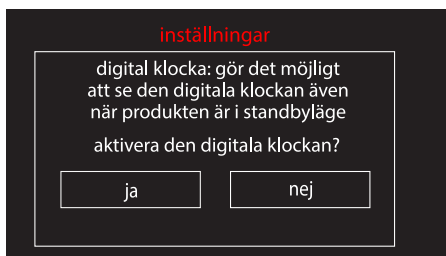 inställningar
digital klocka: gör det möjligt
att se den digitala klockan även
när produkten är i standbyläge
aktivera den digitala klockan?
ja
nej